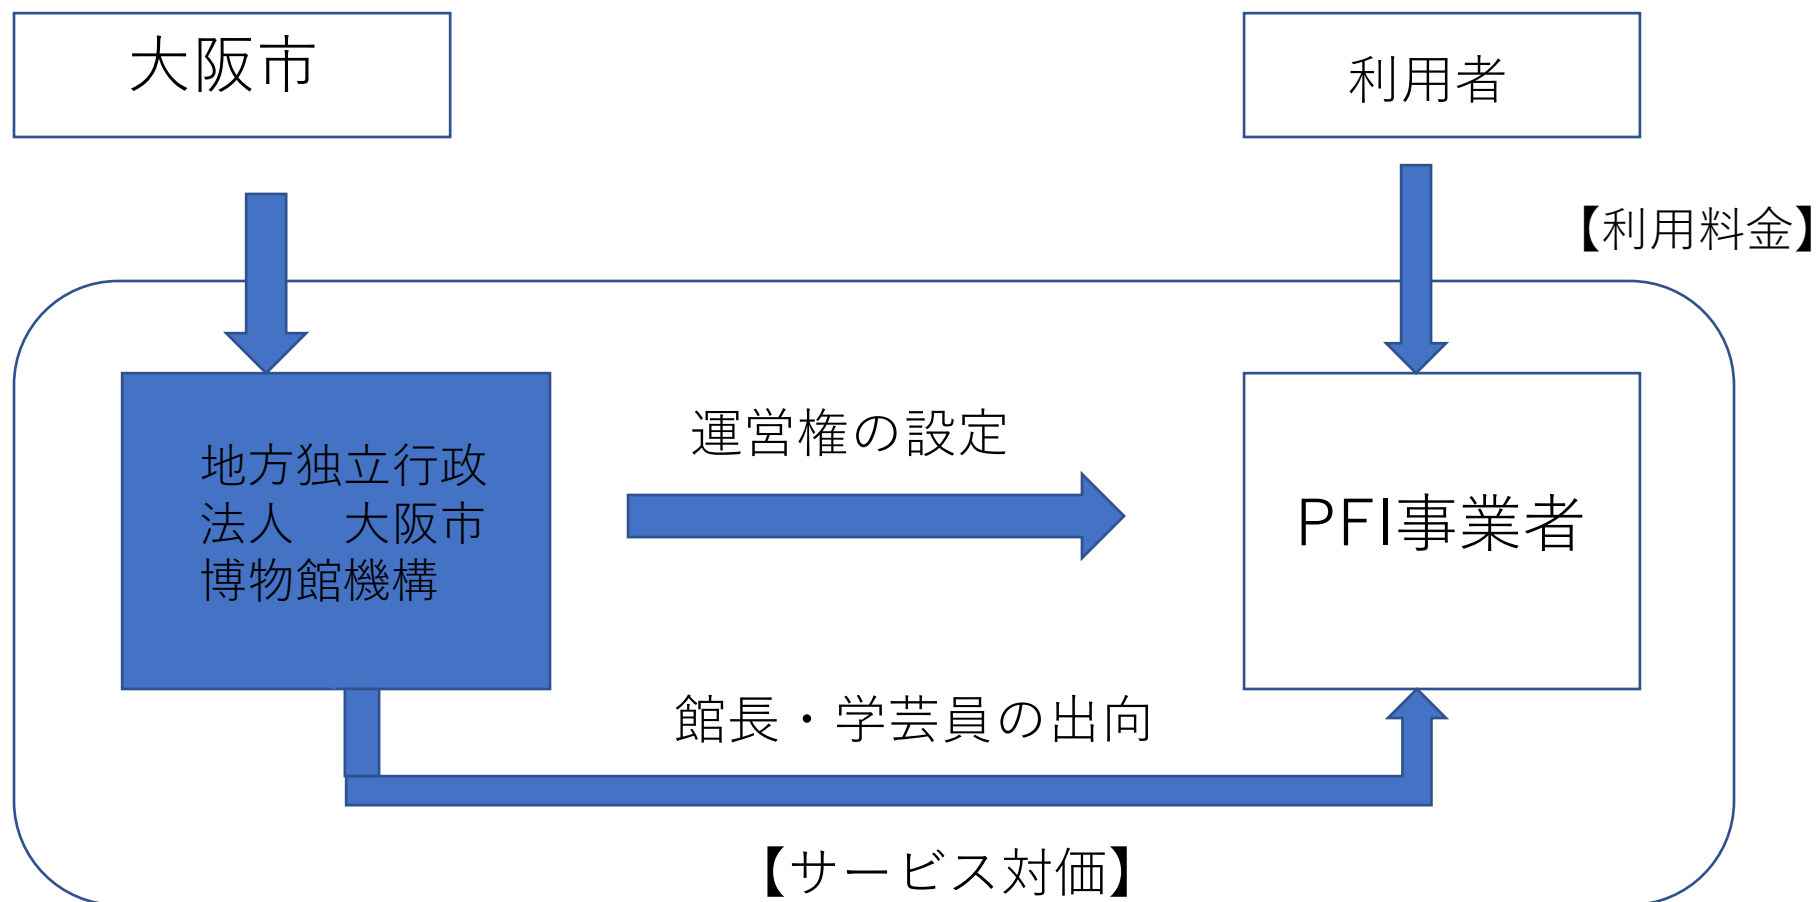 大阪市
利用者
【利用料金】
地方独立行政
法人　大阪市
博物館機構
運営権の設定
PFI事業者
館長・学芸員の出向
【サービス対価】